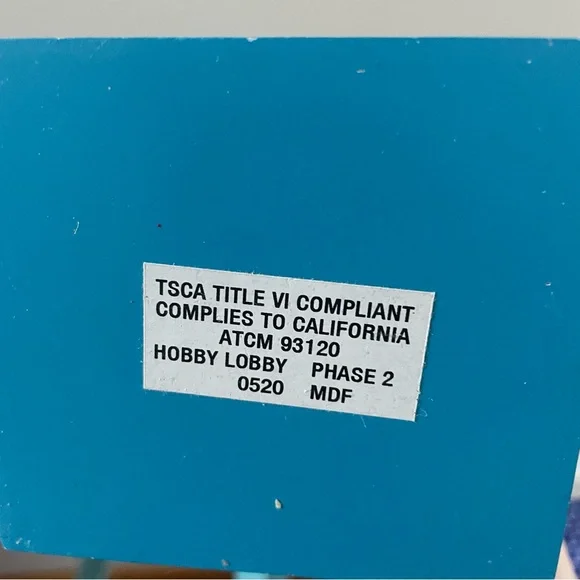 TSCA TITLE VI COMPLIANT
COMPLIES TO CALIFORNIA
ATCM 93120
HOBBY LOBBY PHASE 2
0520 MDF